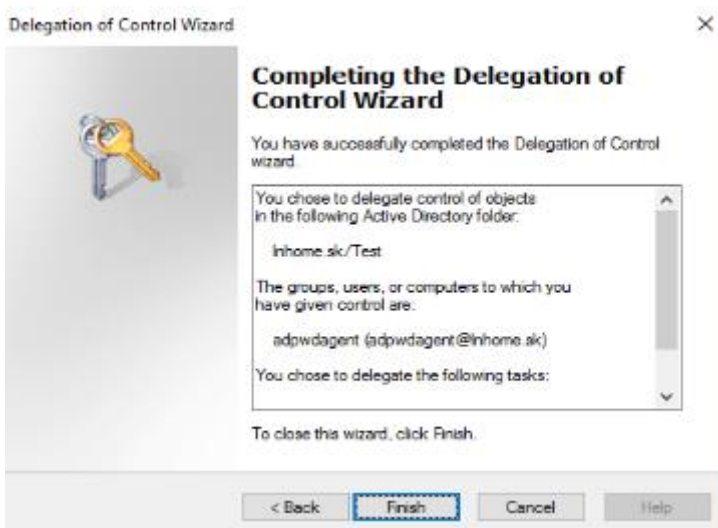 Delegation of Control Wizard
Completing the Delegation of
Control Wizard
You have successfully completed the Delegation of Control
wizard.
You chose to delegate control of objects
in the following Active Directory folder:
lnhome.sk/Test
The groups, users, or computers to which you
have given control are:
adpwdagent (adpwdagent@lnhome.sk)
You chose to delegate the following tasks:
To close this wizard, click Finish.
< Back
Finish
Cancel
Help